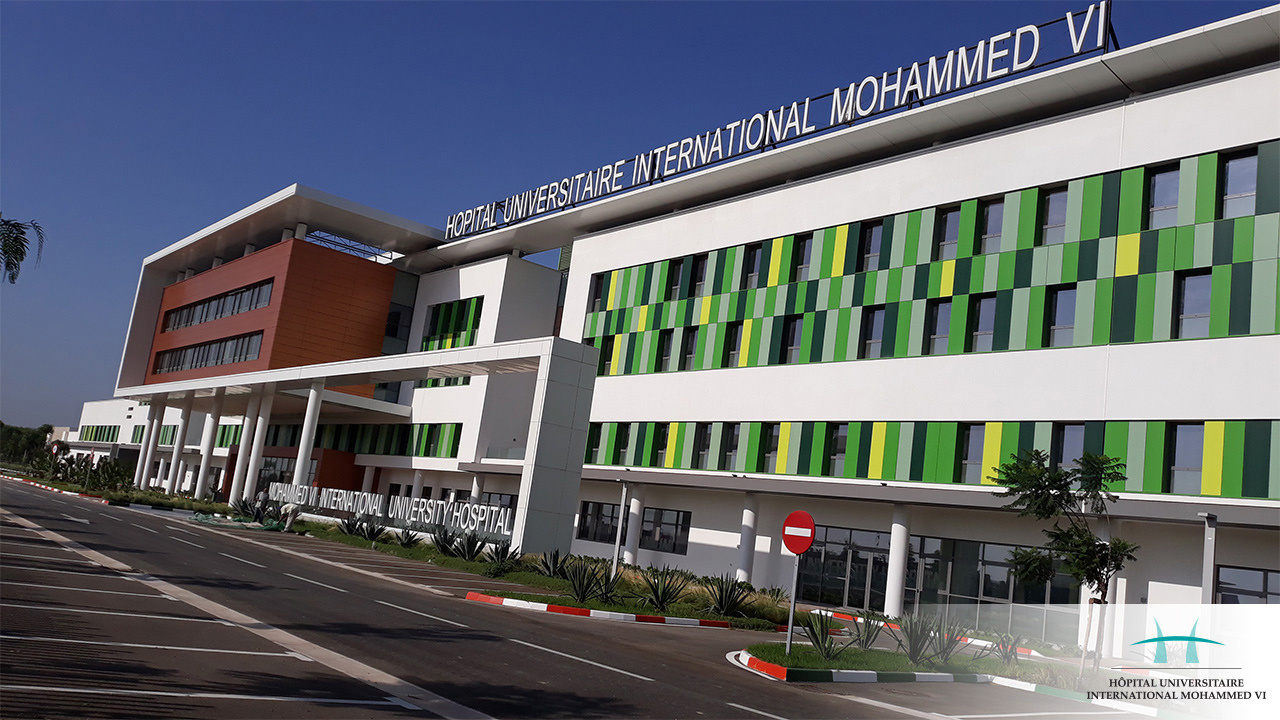 HOPITAL UNIVERSITAIRE INTERNATIONAL MOHAMMED VI
MOHAMMED VI INTERNATIONAL UNIVERSITY HOSPITAL
HÔPITAL UNIVERSITAIRE
INTERNATIONAL MOHAMMED VI